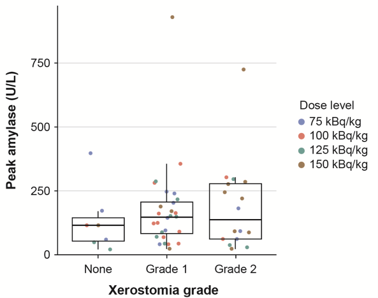 Peak amylase (U/L)
750
500
250
0
None Grade 1 Grade 2
Xerostomia grade
Dose level
75 kBq/kg
100 kBq/kg
125 kBq/kg
150 kBq/kg